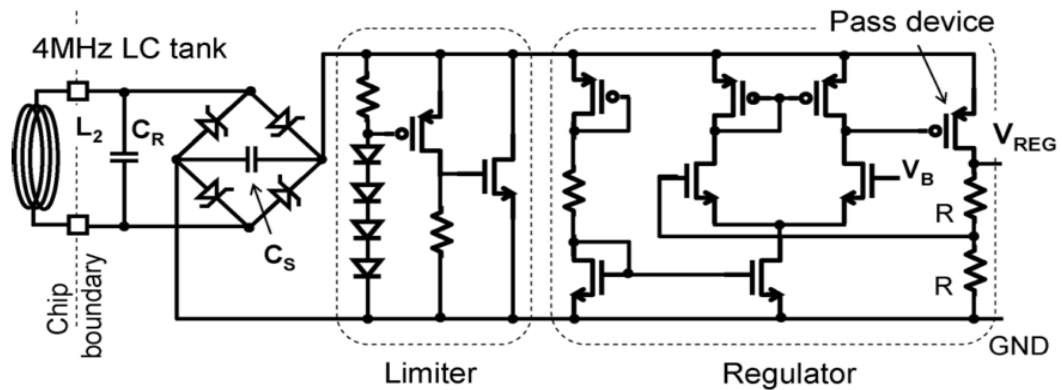 Pass device
4MHz LC tank
L2
CR
CS
VREG
VB
R
R
GND
Chip
boundary
Limiter
Regulator